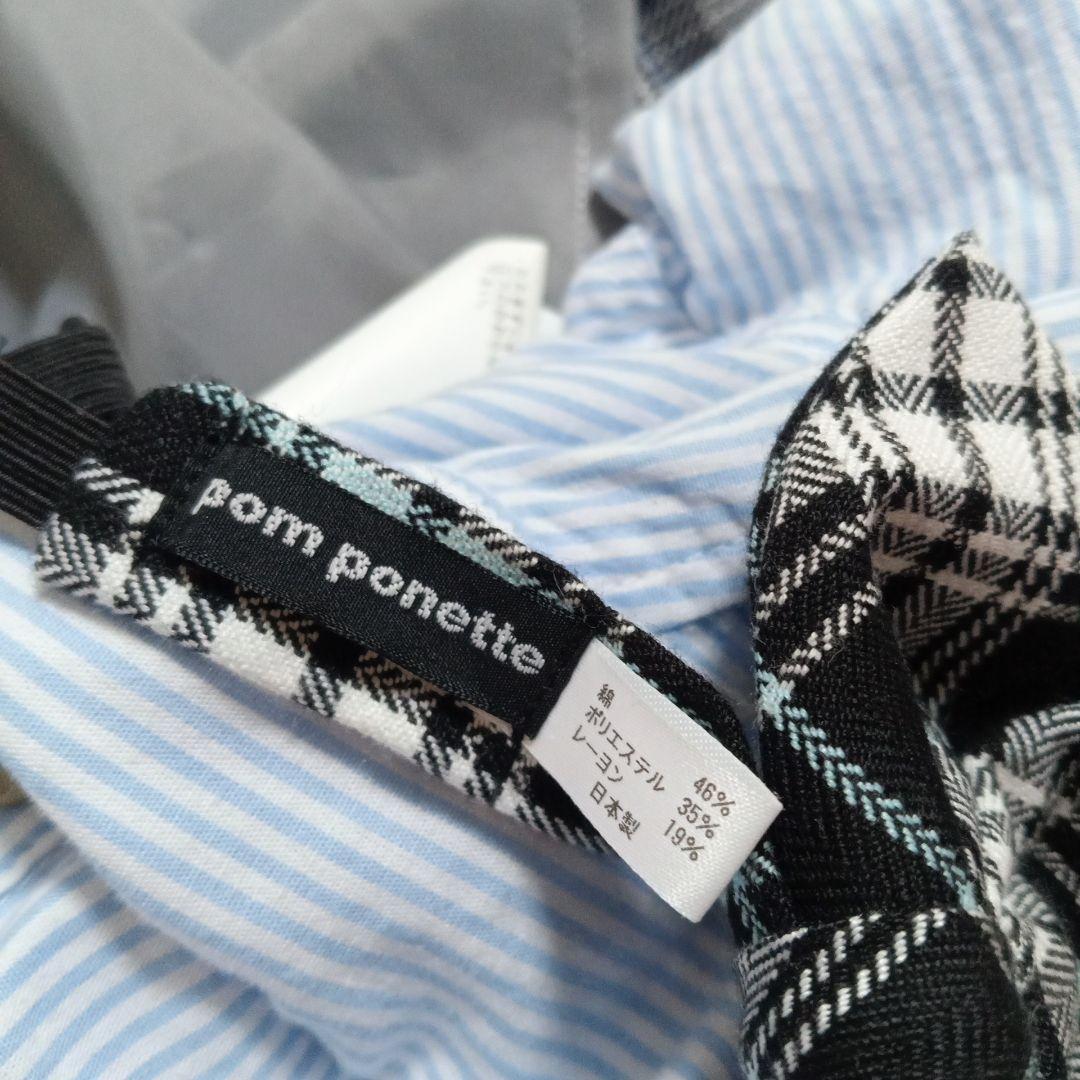 pom ponette
綿 46%
ポリエステル 35%
レーヨン 19%
日本製